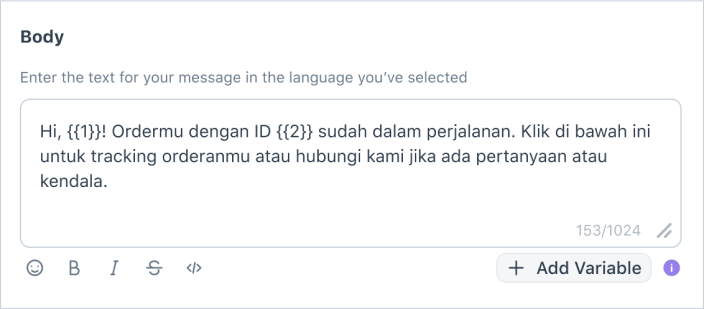 Body
Enter the text for your message in the language you’ve selected
Hi, {{1}}! Ordermu dengan ID {{2}} sudah dalam perjalanan. Klik di bawah ini
untuk tracking orderanmu atau hubungi kami jika ada pertanyaan atau
kendala.
153/1024
B I S </> + Add Variable i